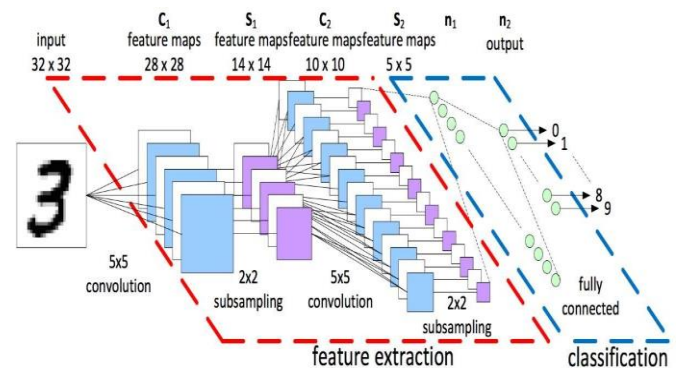 C₁ S₁ C₂ S₂ n₁ n₂
input feature maps feature maps feature maps feature maps output
32 x 32 28 x 28 14 x 14 10 x 10 5 x 5
0
1
3
8
9
5x5
convolution
2x2
subsampling
5x5
convolution
2x2
subsampling
fully
connected
feature extraction
classification